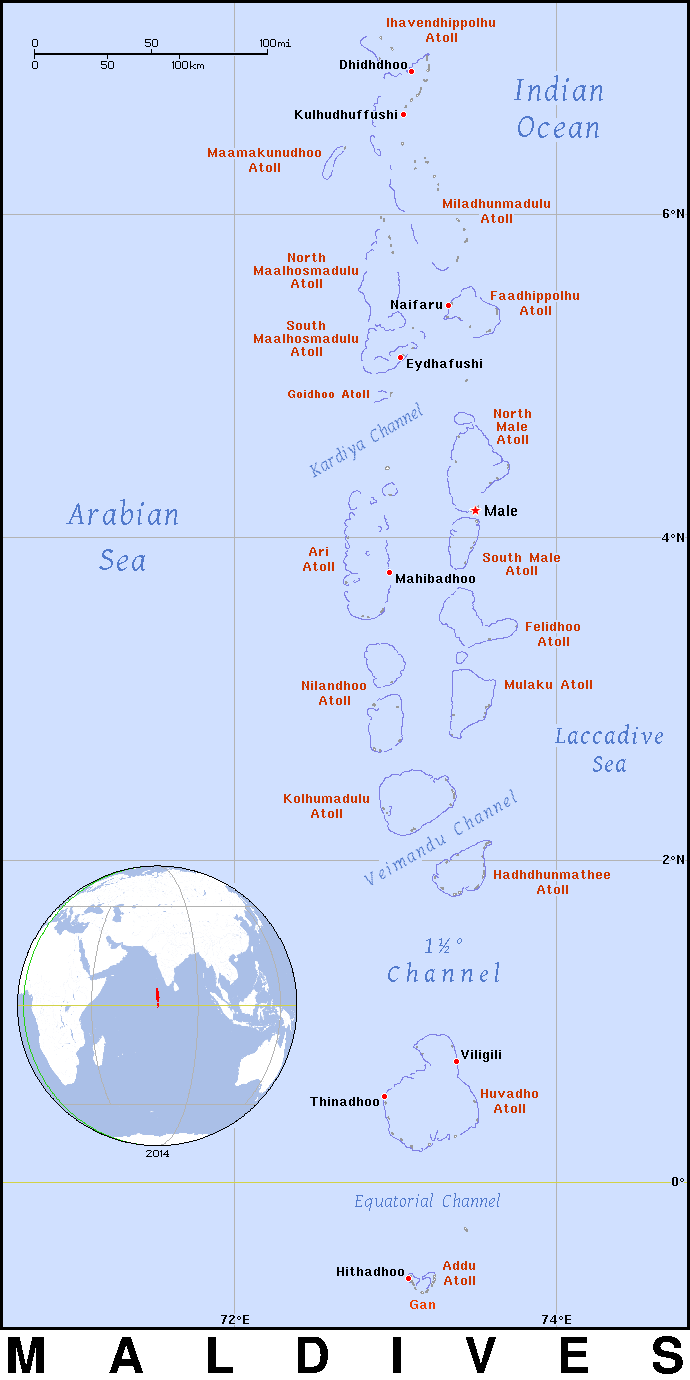 Ihavendhippolhu
Atoll
0 50 100mi
0 50 100km
Dhidhdhoo
Indian
Ocean
Kulhudhuffushi
Maamakunudhoo
Atoll
Miladhunmadulu
Atoll
6°N
North
Maalhosmadulu
Atoll
Naifaru
Faadhippolhu
Atoll
South
Maalhosmadulu
Atoll
Eydhafushi
Goidhoo Atoll
Kardiya Channel
North
Male
Atoll
Arabian
Sea
Male
4°N
Ari
Atoll
South Male
Atoll
Mahibadhoo
Felidhoo
Atoll
Nilandhoo
Atoll
Mulaku Atoll
Laccadive
Sea
Kolhumadulu
Atoll
Veimandu Channel
2°N
Hadhdhunmathee
Atoll
1½°
Channel
Viligili
Thinadhoo
Huvadho
Atoll
2014
0°
Equatorial Channel
Hithadhoo
Addu
Atoll
Gan
72°E 74°E
MALDIVES